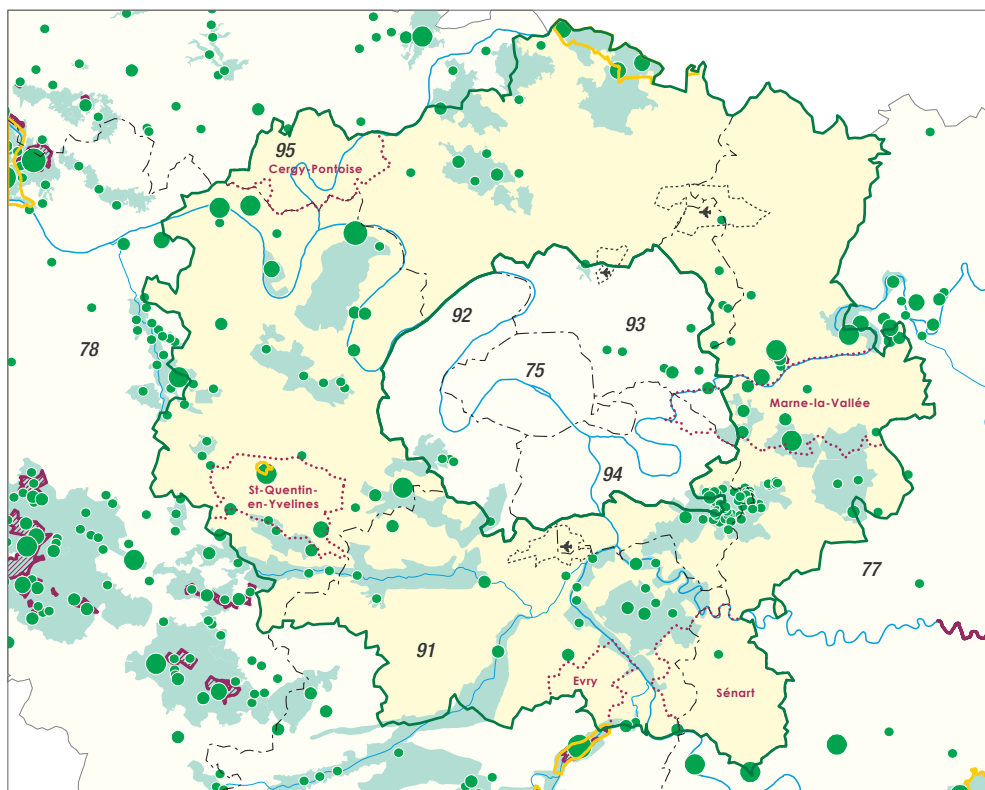 95
Cergy-Pontoise
92
93
78
75
Marne-la-Vallée
94
St-Quentin-
en-Yvelines
77
91
Evry
Sénart